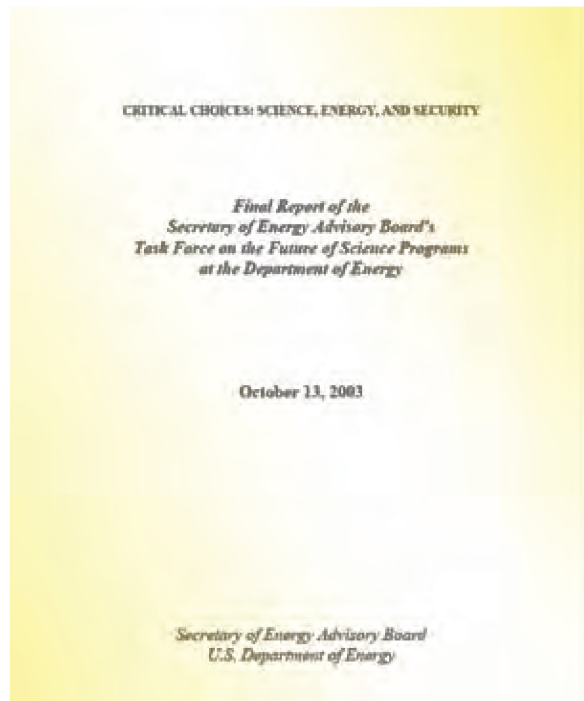 CRITICAL CHOICES: SCIENCE, ENERGY, AND SECURITY
Final Report of the
Secretary of Energy Advisory Board's
Task Force on the Future of Science Programs
at the Department of Energy
October 13, 2003
Secretary of Energy Advisory Board
U.S. Department of Energy